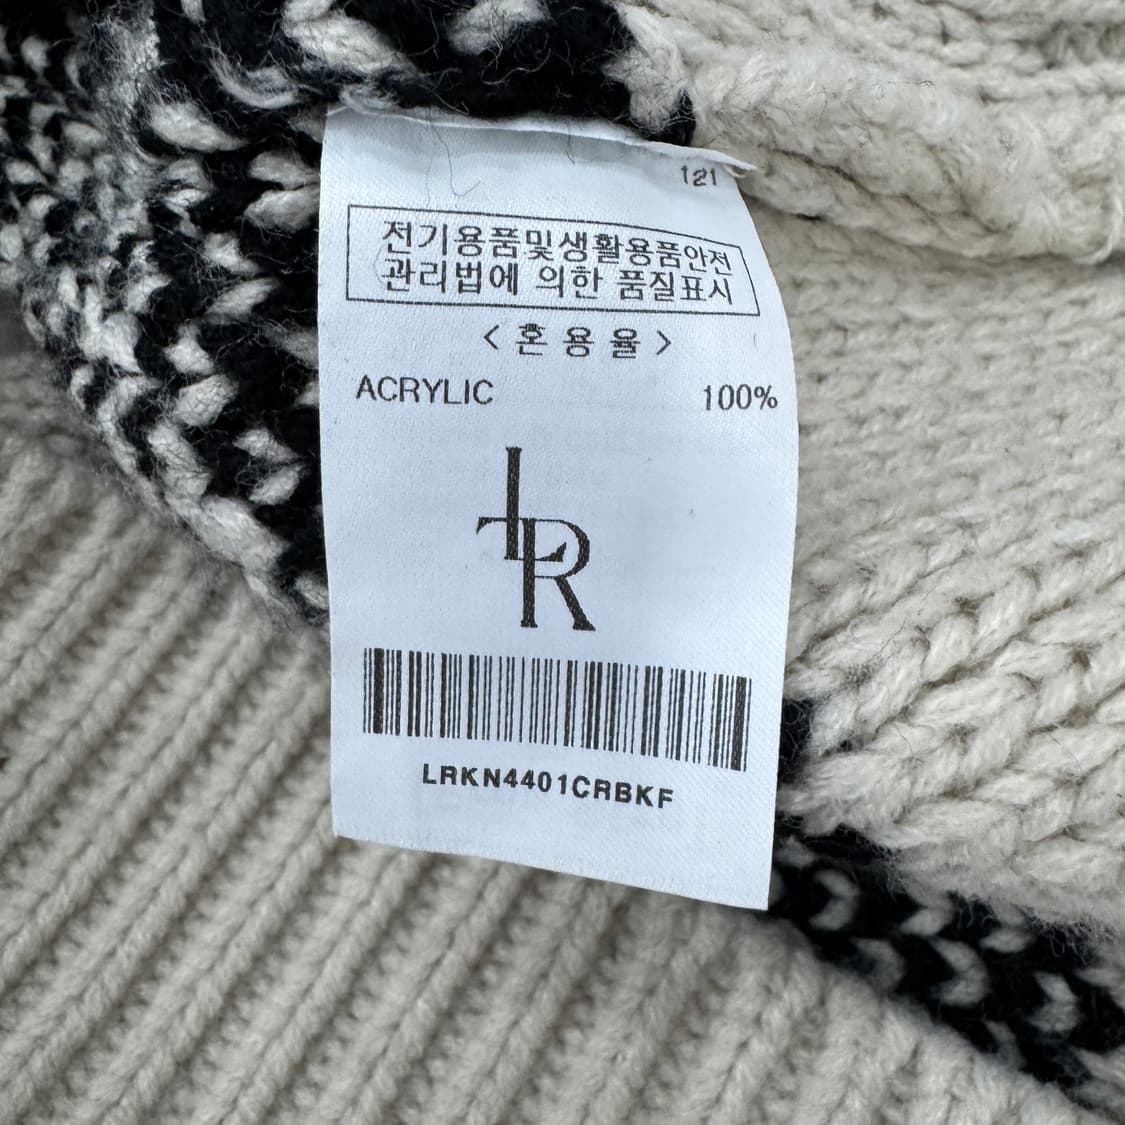 121
전기용품및생활용품안전
관리법에 의한 품질표시
<혼용율>
ACRYLIC 100%
LR
LRKN4401CRBKF